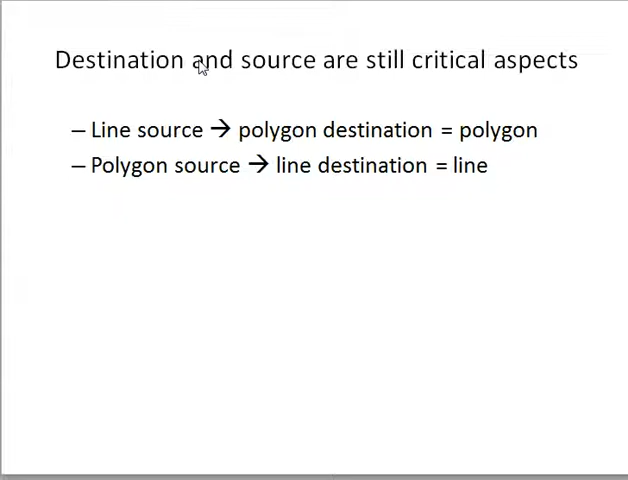 Destination and source are still critical aspects
– Line source → polygon destination = polygon
– Polygon source → line destination = line